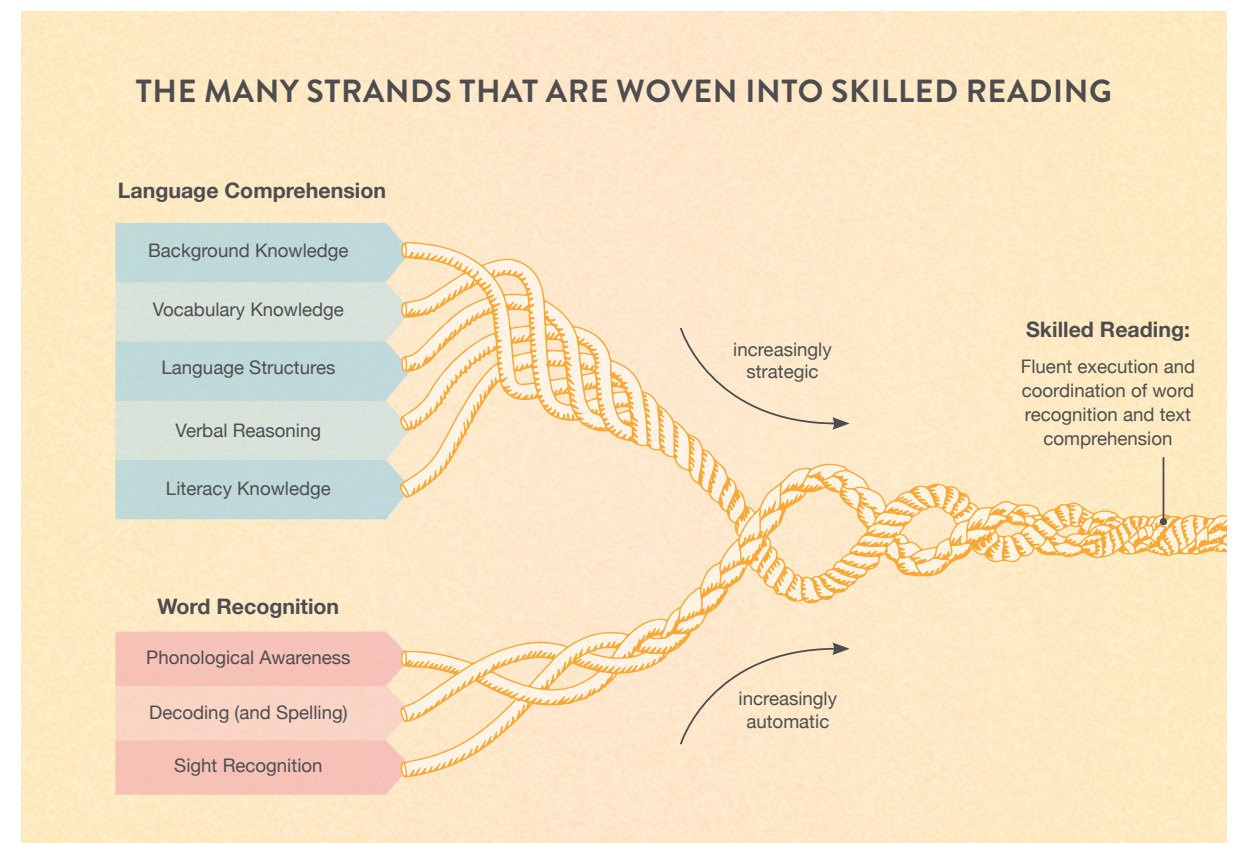 THE MANY STRANDS THAT ARE WOVEN INTO SKILLED READING
Language Comprehension
Background Knowledge
Vocabulary Knowledge
Language Structures
Verbal Reasoning
Literacy Knowledge
Word Recognition
Phonological Awareness
Decoding (and Spelling)
Sight Recognition
increasingly
strategic
increasingly
automatic
Skilled Reading:
Fluent execution and
coordination of word
recognition and text
comprehension